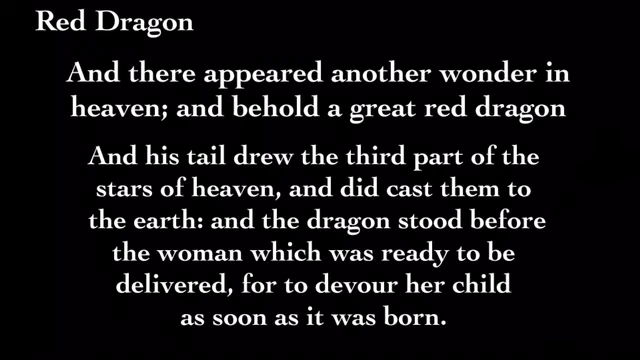 Red Dragon
And there appeared another wonder in
heaven; and behold a great red dragon
And his tail drew the third part of the
stars of heaven, and did cast them to
the earth: and the dragon stood before
the woman which was ready to be
delivered, for to devour her child
as soon as it was born.